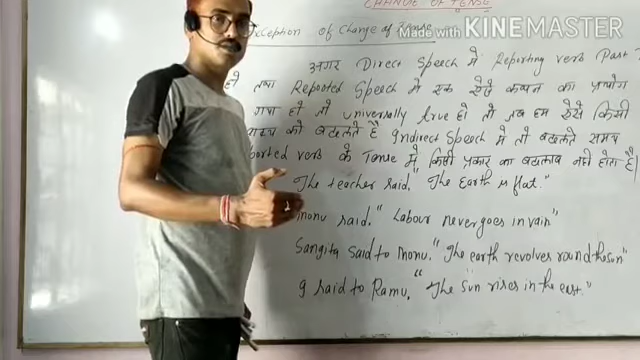 CHANGE OF TENSE
Made With KINEMASTER
Exception of Change of Tense
अगर Direct Speech में Reporting verb Past
हो तथा Reported Speech में एक ऐसे कथन का प्रयोग
गया हो जो universally true हो तो जब हम ऐसे किसी
वाक्य को बदलते है Indirect Speech में तो बदलते समय
ported verb के Tense में किसी प्रकार का बदलाव नही होता है।
The teacher said, "The Earth is flat."
monu said. "Labour never goes in vain"
Sangita said to monu. "The earth revolves round the sun"
I said to Ramu, "The sun rises in the east."